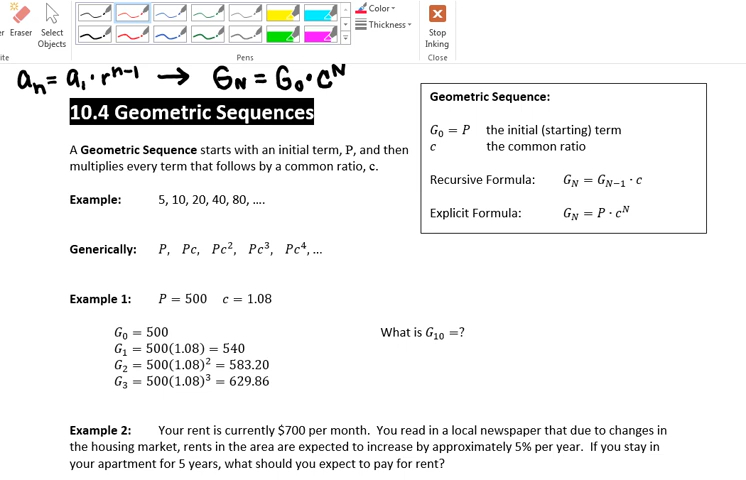 Eraser
Select
Objects
Color
Thickness
Stop
Inking
Pens
Close
aₙ = a₁ · rⁿ⁻¹ → G_N = G₀ · c^N
10.4 Geometric Sequences
A Geometric Sequence starts with an initial term, P, and then
multiplies every term that follows by a common ratio, c.
Example: 5, 10, 20, 40, 80, ….
Generically: P, Pc, Pc², Pc³, Pc⁴, …
Geometric Sequence:
G₀ = P the initial (starting) term
c the common ratio
Recursive Formula: G_N = G_{N−1} · c
Explicit Formula: G_N = P · c^N
Example 1: P = 500 c = 1.08
G₀ = 500
G₁ = 500(1.08) = 540
G₂ = 500(1.08)² = 583.20
G₃ = 500(1.08)³ = 629.86
What is G₁₀ =?
Example 2: Your rent is currently $700 per month. You read in a local newspaper that due to changes in
the housing market, rents in the area are expected to increase by approximately 5% per year. If you stay in
your apartment for 5 years, what should you expect to pay for rent?